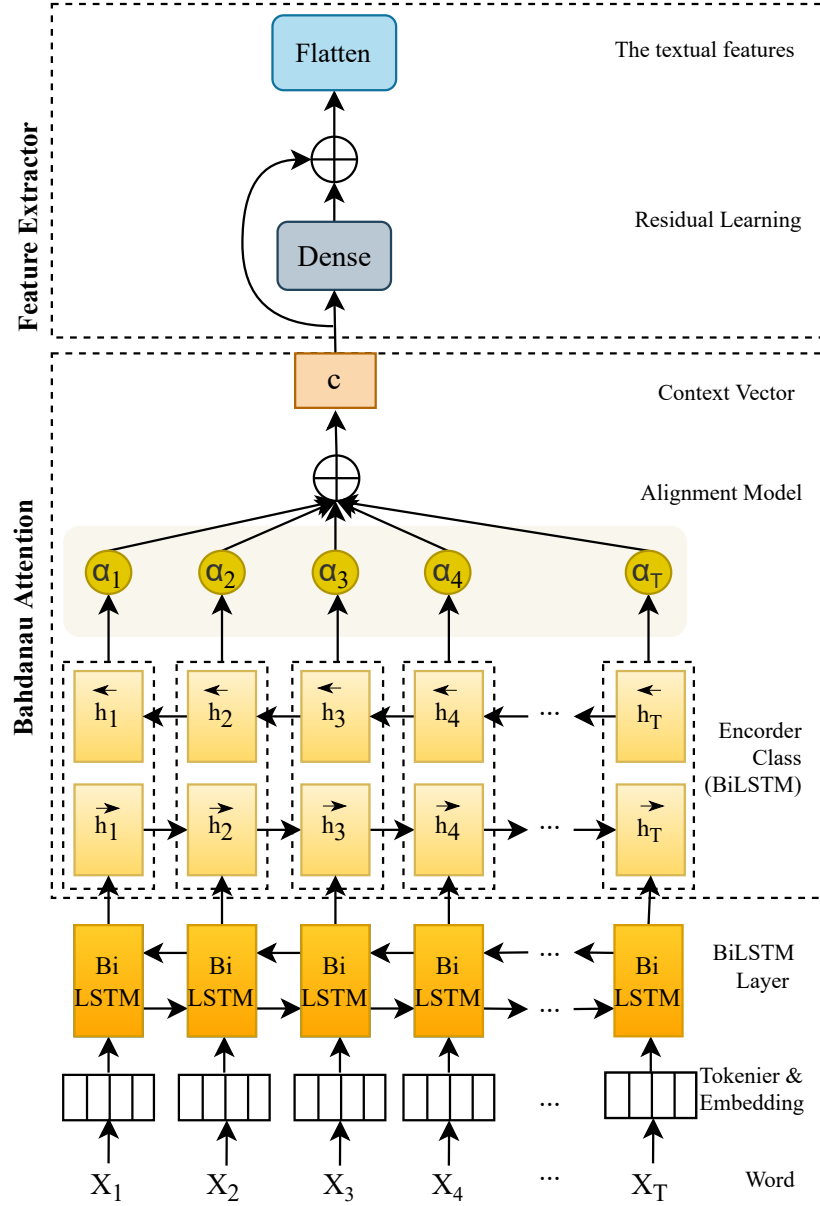 Feature Extractor
Flatten
The textual features
Residual Learning
Dense
Bahdanau Attention
c
Context Vector
Alignment Model
α1 α2 α3 α4 αT
h1 h2 h3 h4 ... hT
Encorder
Class
(BiLSTM)
h1 h2 h3 h4 ... hT
Bi Bi Bi Bi ... Bi
LSTM LSTM LSTM LSTM ... LSTM
BiLSTM
Layer
Tokenier &
Embedding
...
X1 X2 X3 X4 ... XT
Word